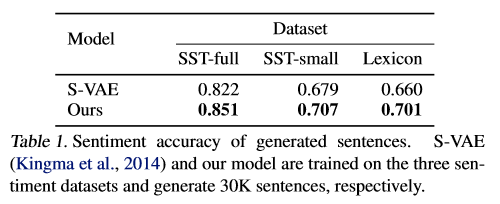 Model Dataset
SST-full SST-small Lexicon
S-VAE 0.822 0.679 0.660
Ours 0.851 0.707 0.701
Table 1. Sentiment accuracy of generated sentences. S-VAE
(Kingma et al., 2014) and our model are trained on the three sen-
timent datasets and generate 30K sentences, respectively.